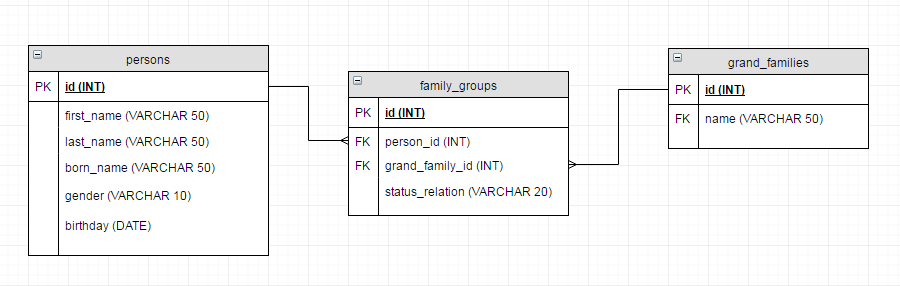 persons
PK id (INT)
first_name (VARCHAR 50)
last_name (VARCHAR 50)
born_name (VARCHAR 50)
gender (VARCHAR 10)
birthday (DATE)
family_groups
PK id (INT)
FK person_id (INT)
FK grand_family_id (INT)
status_relation (VARCHAR 20)
grand_families
PK id (INT)
FK name (VARCHAR 50)